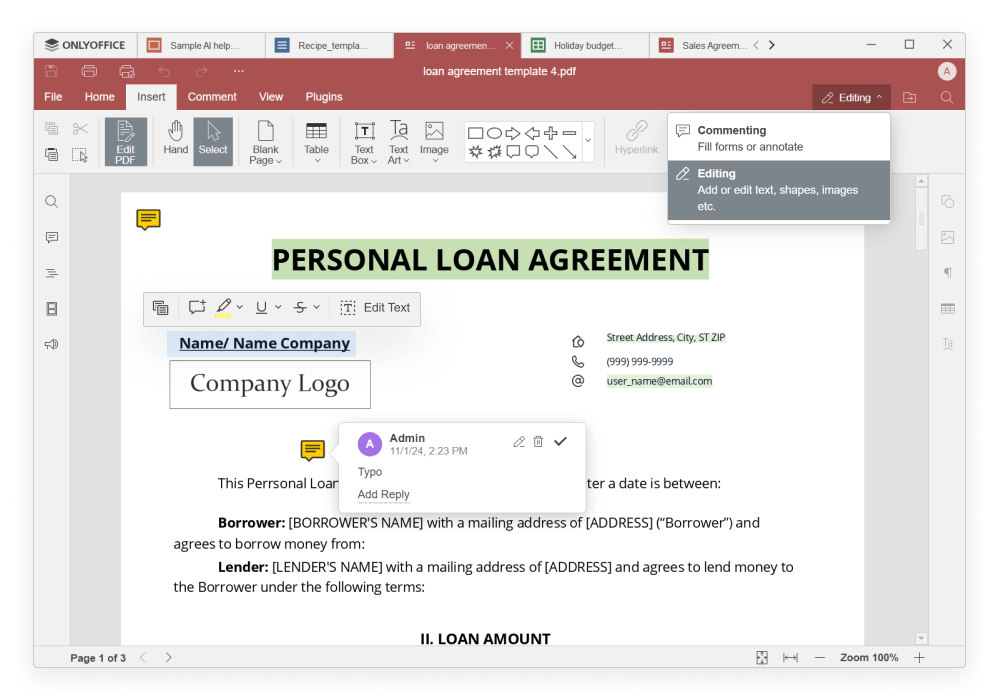 ONLYOFFICE
Sample AI help...
Recipe_templa...
loan agreemen...
Holiday budget...
Sales Agreem...
loan agreement template 4.pdf
A
File Home Insert Comment View Plugins
Editing
Edit PDF
Hand
Select
Blank Page
Table
Text Box
Text Art
Image
Hyperlink
Commenting
Fill forms or annotate
Editing
Add or edit text, shapes, images
etc.
PERSONAL LOAN AGREEMENT
Edit Text
Name/ Name Company
Company Logo
Street Address, City, ST ZIP
(999) 999-9999
user_name@email.com
A
Admin
11/1/24, 2:23 PM
Typo
Add Reply
This Perrsonal Loan ter a date is between:
Borrower: [BORROWER'S NAME] with a mailing address of [ADDRESS] (“Borrower”) and
agrees to borrow money from:
Lender: [LENDER'S NAME] with a mailing address of [ADDRESS] and agrees to lend money to
the Borrower under the following terms:
II. LOAN AMOUNT
Page 1 of 3
Zoom 100%